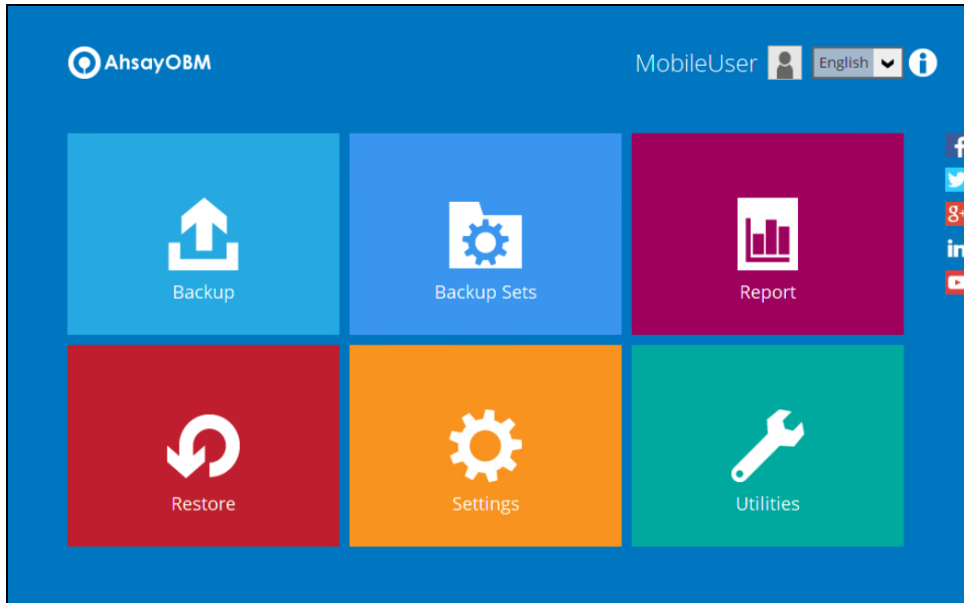 AhsayOBM
MobileUser
English
Backup
Backup Sets
Report
Restore
Settings
Utilities